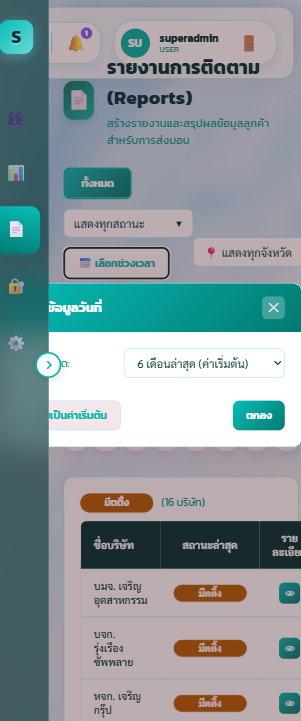 S
1
SU
superadmin
USER
รายงานการติดตาม
(Reports)
สร้างรายงานและสรุปผลข้อมูลลูกค้า
สำหรับการส่งมอบ
ทั้งหมด
แสดงทุกสถานะ
แสดงทุกจังหวัด
เลือกช่วงเวลา
ข้อมูลวันที่
6 เดือนล่าสุด (ค่าเริ่มต้น)
เป็นค่าเริ่มต้น
ตกลง
มีตติ้ง (16 บริษัท)
ชื่อบริษัท
สถานะล่าสุด
ราย
ละเอีย
บมจ. เจริญ
อุตสาหกรรม
มีตติ้ง
บจก.
รุ่งเรือง
ซัพพลาย
มีตติ้ง
หจก. เจริญ
กรุ๊ป
มีตติ้ง